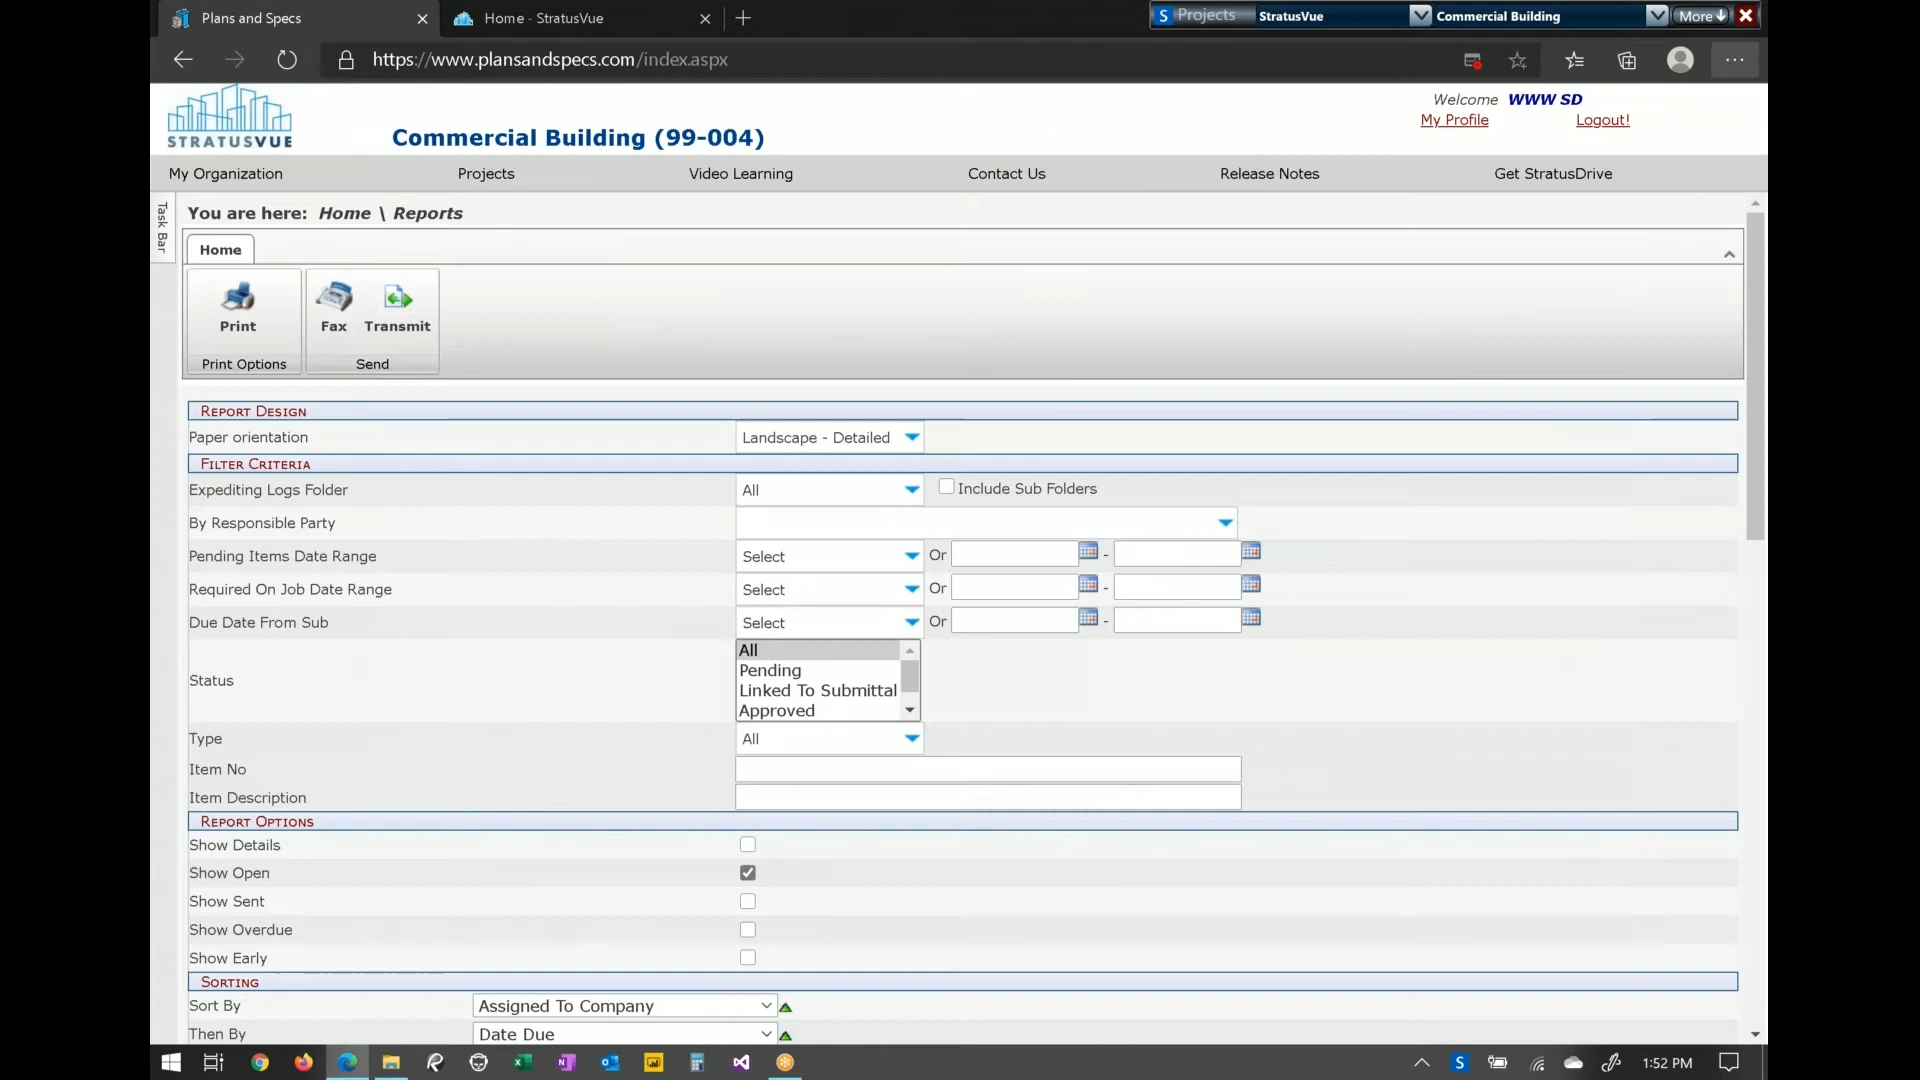 Plans and Specs
Home - StratusVue
Projects StratusVue Commercial Building More
https://www.plansandspecs.com/index.aspx
STRATUSVUE
Commercial Building (99-004)
Welcome WWW SD
My Profile Logout!
My Organization Projects Video Learning Contact Us Release Notes Get StratusDrive
Task Bar
You are here: Home \ Reports
Home
Print Fax Transmit
Print Options Send
REPORT DESIGN
Paper orientation Landscape - Detailed
FILTER CRITERIA
Expediting Logs Folder All Include Sub Folders
By Responsible Party
Pending Items Date Range Select Or -
Required On Job Date Range Select Or -
Due Date From Sub Select Or -
Status
All
Pending
Linked To Submittal
Approved
Type All
Item No
Item Description
REPORT OPTIONS
Show Details
Show Open
Show Sent
Show Overdue
Show Early
SORTING
Sort By Assigned To Company
Then By Date Due
1:52 PM